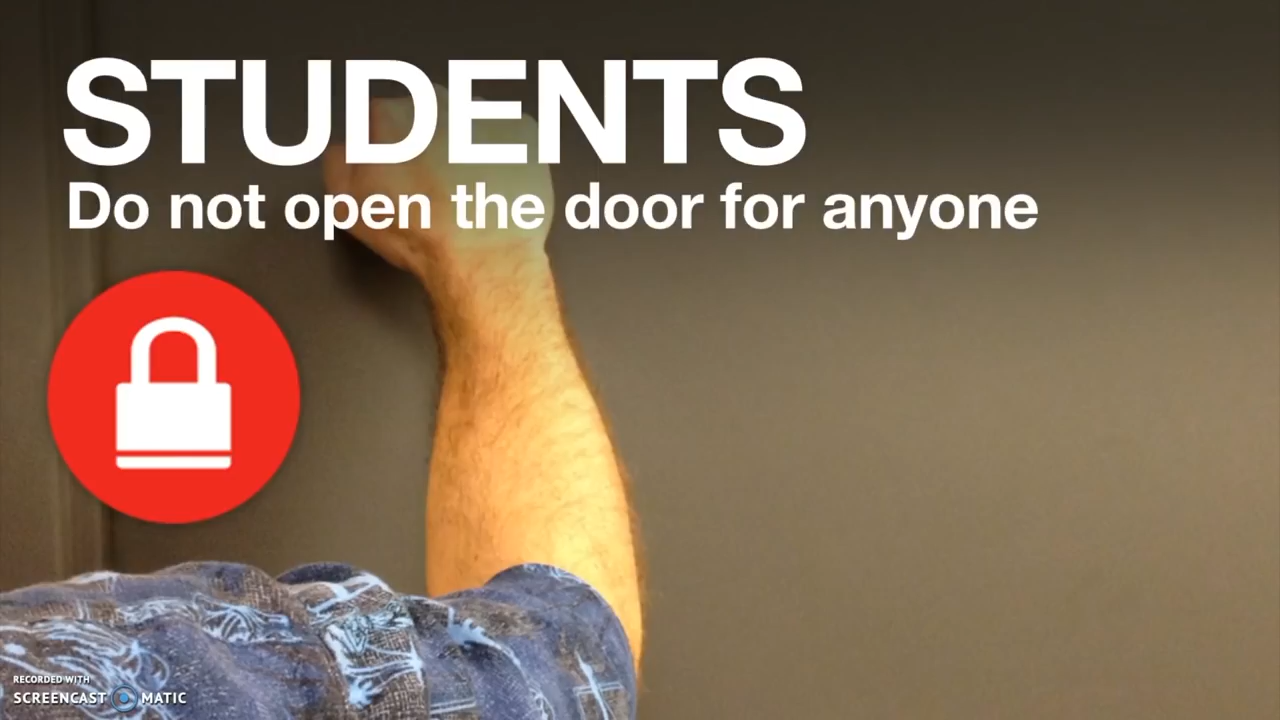 STUDENTS
Do not open the door for anyone
RECORDED WITH
SCREENCAST MATIC